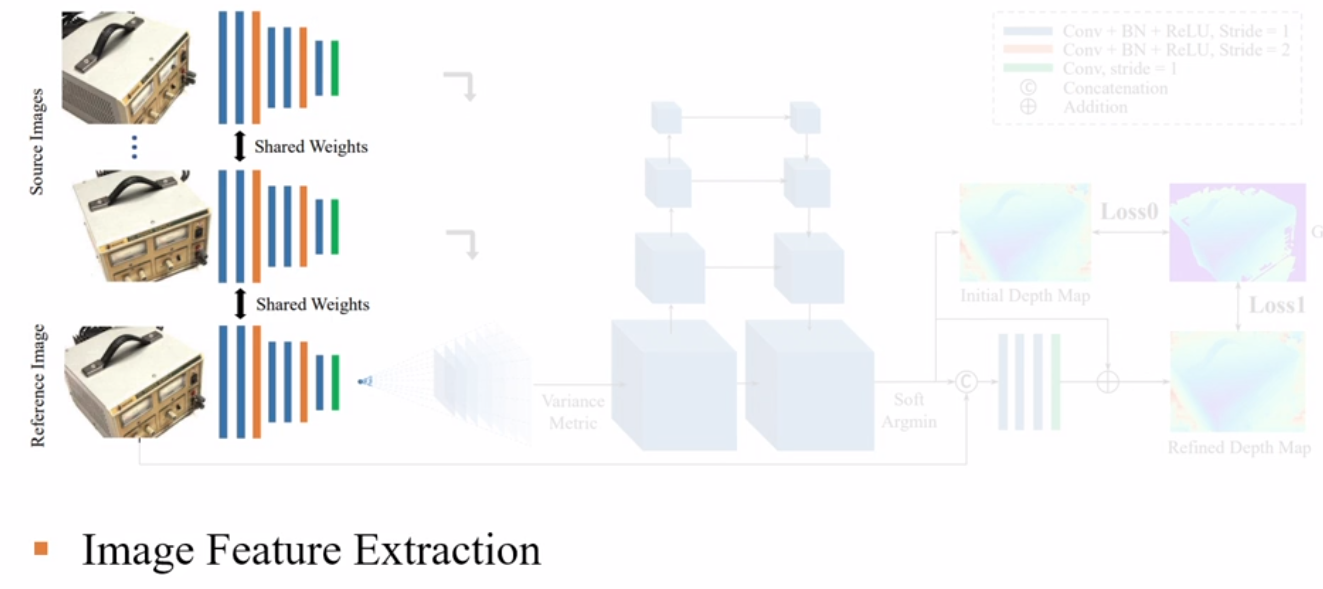 Source Images
Reference Image
Shared Weights
Shared Weights
Conv + BN + ReLU, Stride = 1
Conv + BN + ReLU, Stride = 2
Conv, stride = 1
C
Concatenation
Addition
Variance
Metric
Soft
Argmin
C
Initial Depth Map
Loss0
G
Loss1
Refined Depth Map
Image Feature Extraction